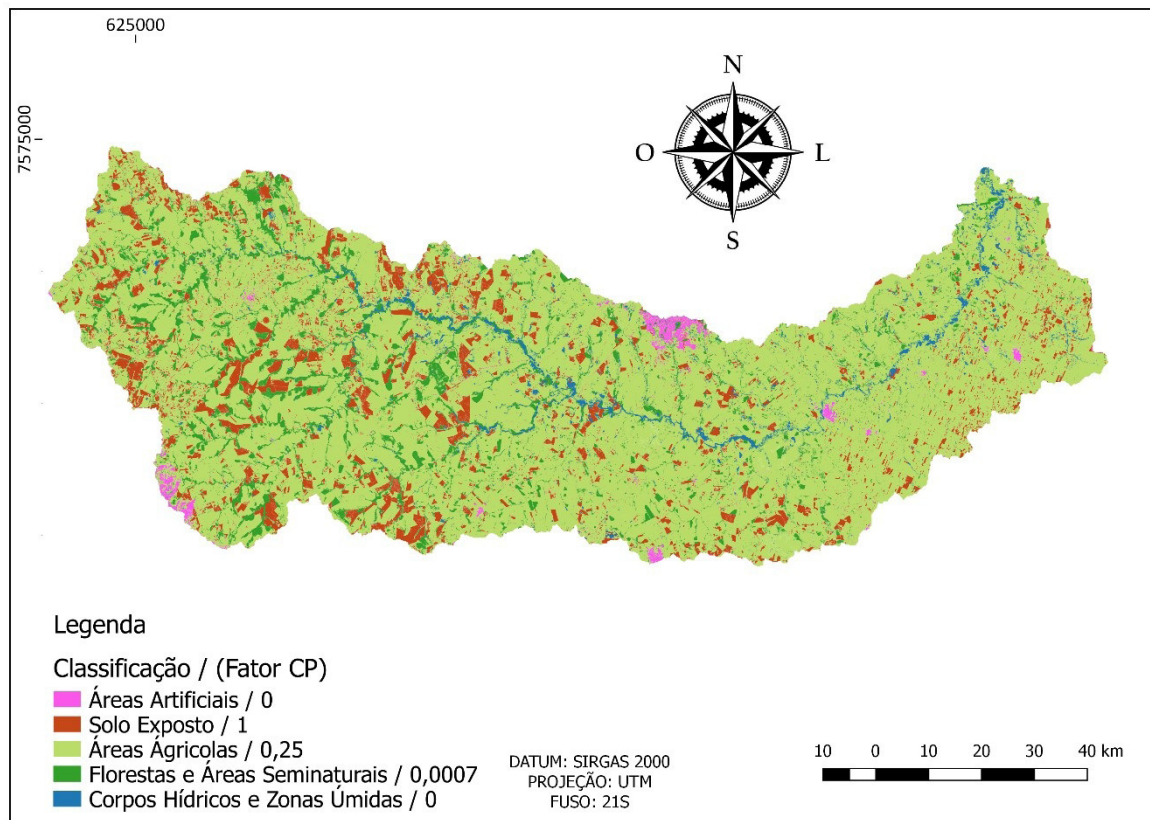 625000
7575000
N
O
L
S
Legenda
Classificação / (Fator CP)
Áreas Artificiais / 0
Solo Exposto / 1
Áreas Ágricolas / 0,25
Florestas e Áreas Seminaturais / 0,0007
Corpos Hídricos e Zonas Úmidas / 0
DATUM: SIRGAS 2000
PROJEÇÃO: UTM
FUSO: 21S
10 0 10 20 30 40 km